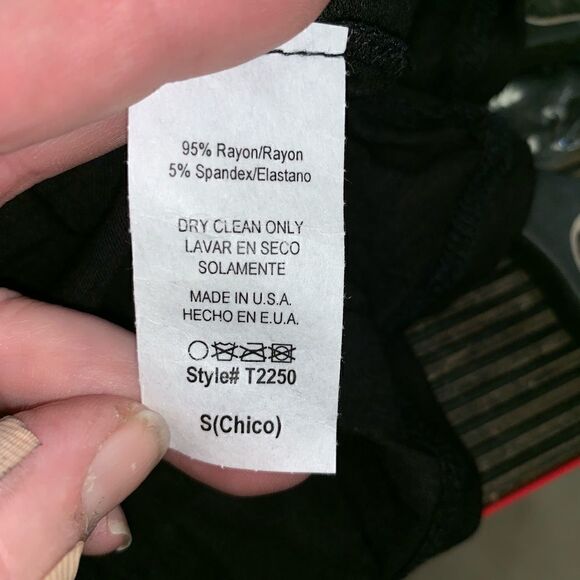 95% Rayon/Rayon
5% Spandex/Elastano
DRY CLEAN ONLY
LAVAR EN SECO
SOLAMENTE
MADE IN U.S.A.
HECHO EN E.U.A.
Style# T2250
S(Chico)